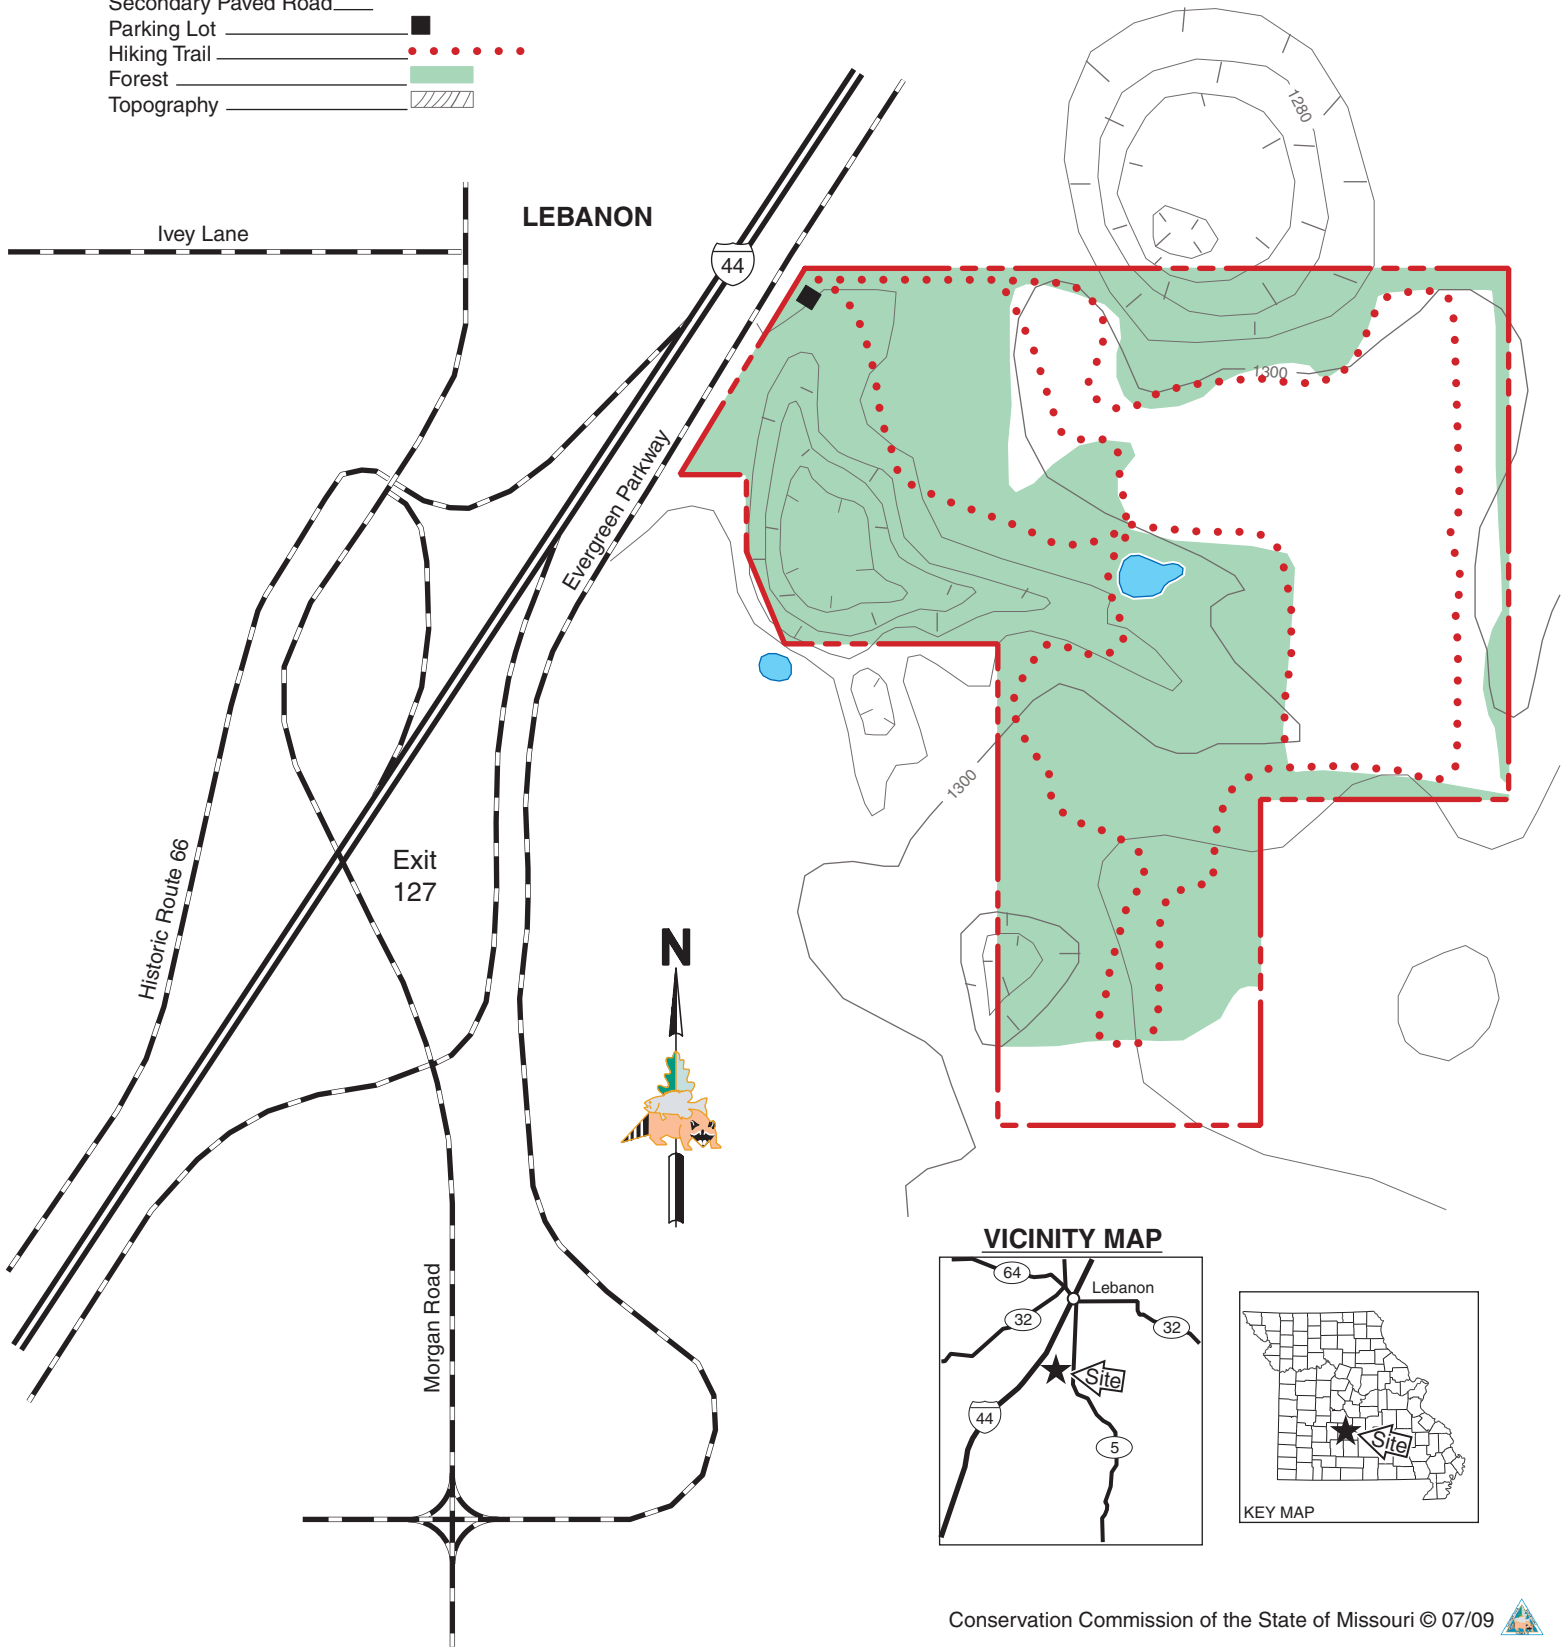 Secondary Paved Road
Parking Lot
Hiking Trail
Forest
Topography
1280
LEBANON
Ivey Lane
44
1300
Evergreen Parkway
1300
Historic Route 66
Exit
127
N
Morgan Road
VICINITY MAP
64
Lebanon
32
32
Site
44
5
Site
KEY MAP
Conservation Commission of the State of Missouri © 07/09